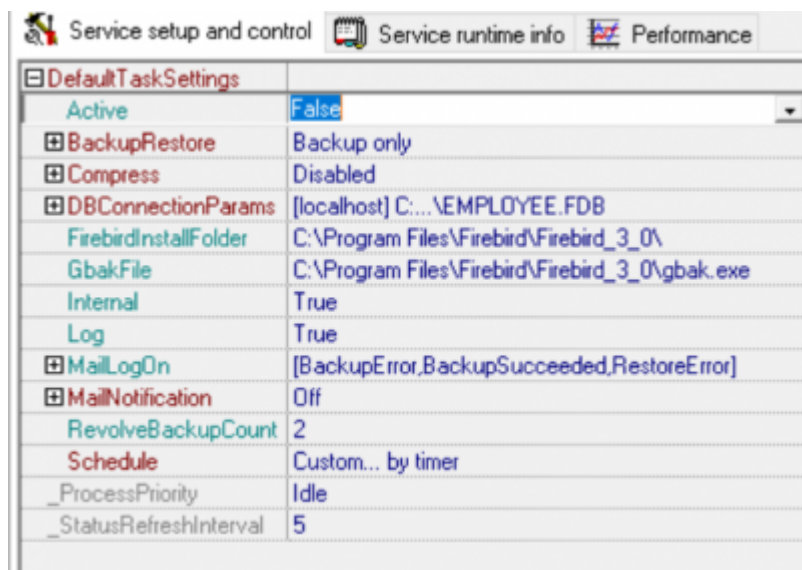 Service setup and control Service runtime info Performance
DefaultTaskSettings
Active False
BackupRestore Backup only
Compress Disabled
DBConnectionParams [localhost] C:...\EMPLOYEE.FDB
FirebirdInstallFolder C:\Program Files\Firebird\Firebird_3_0\
GbakFile C:\Program Files\Firebird\Firebird_3_0\gbak.exe
Internal True
Log True
MailLogOn [BackupError,BackupSucceeded,RestoreError]
MailNotification Off
RevolveBackupCount 2
Schedule Custom... by timer
_ProcessPriority Idle
_StatusRefreshInterval 5